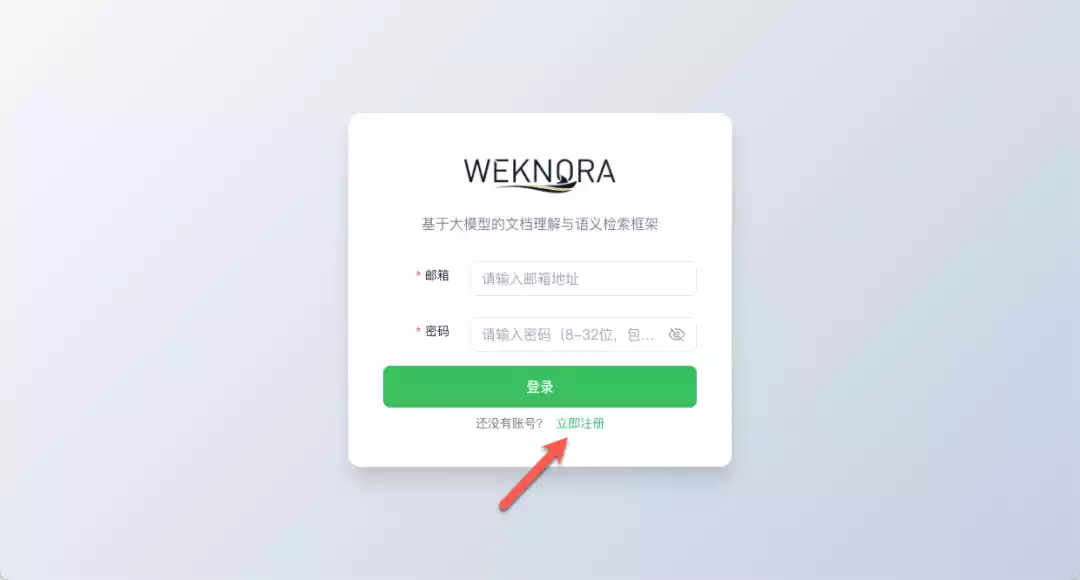 WEKNORA
基于大模型的文档理解与语义检索框架
* 邮箱 请输入邮箱地址
* 密码 请输入密码（8-32位，包...
登录
还没有账号? 立即注册